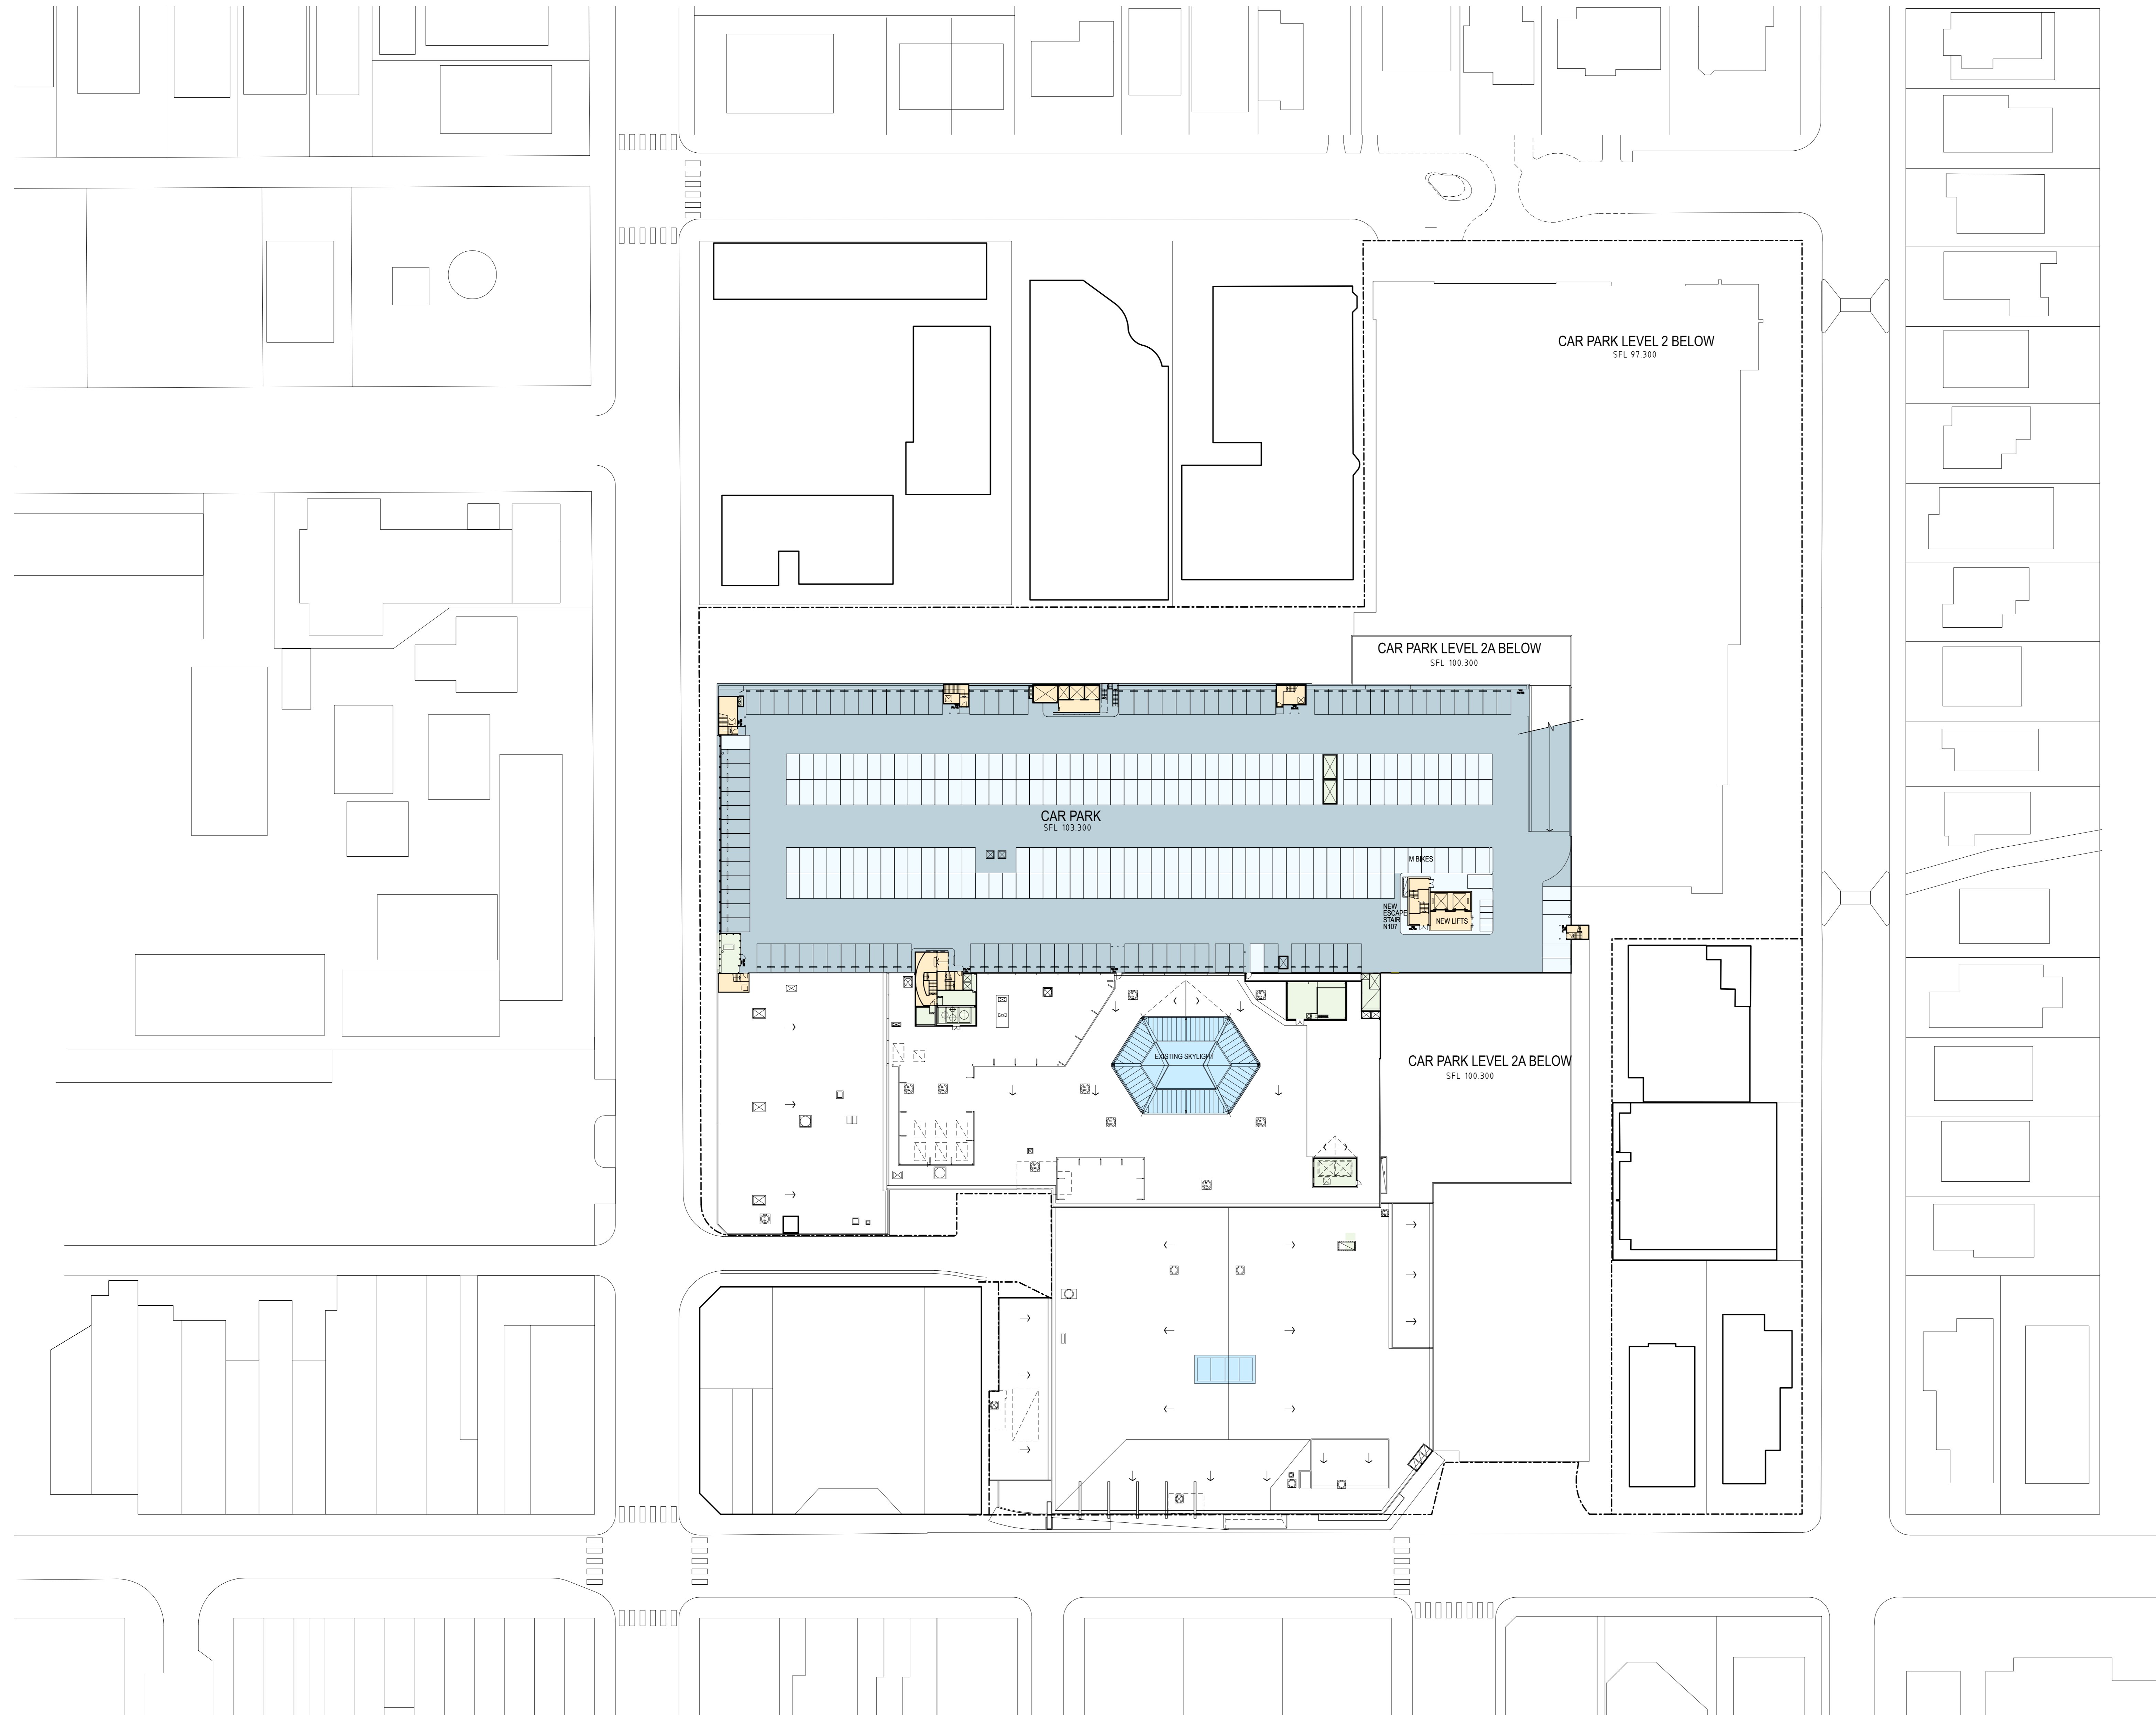 CAR PARK LEVEL 2 BELOW
SFL 97.300
CAR PARK LEVEL 2A BELOW
SFL 100.300
CAR PARK
SFL 103.300
M BIKES
NEW
ESCAPE
STAIR
N107
NEW LIFTS
EXISTING SKYLIGHT
CAR PARK LEVEL 2A BELOW
SFL 100.300